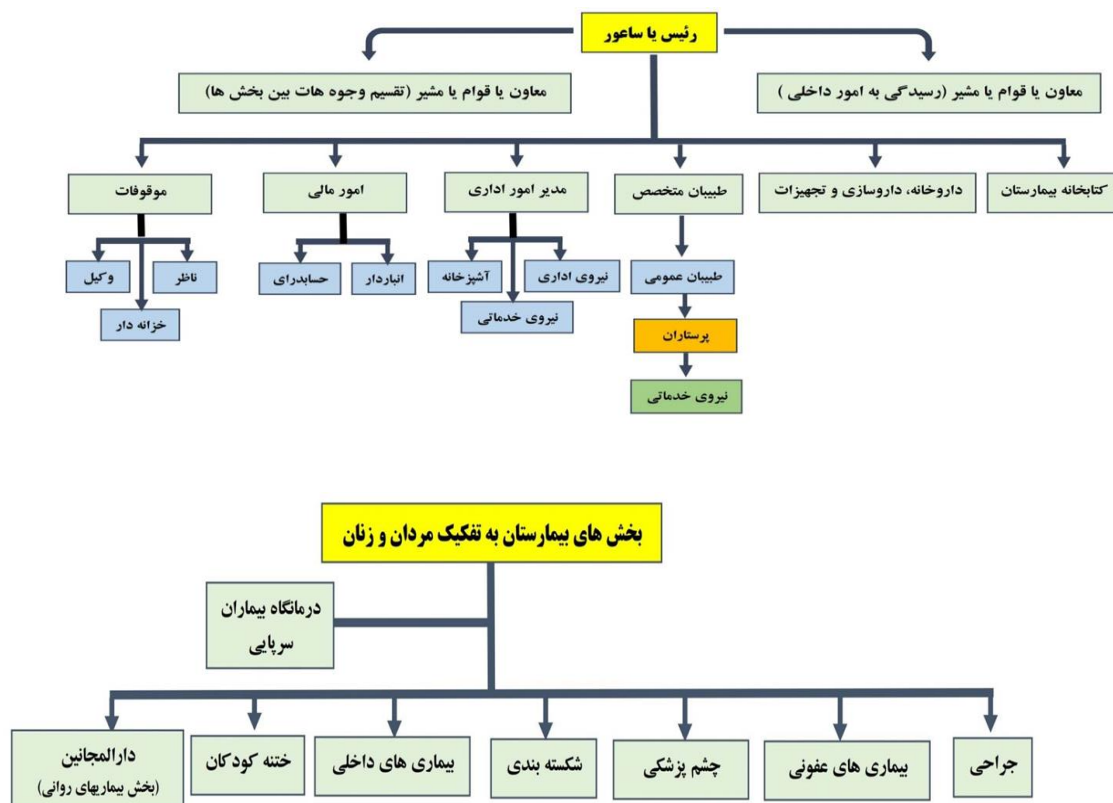 رئیس یا ساعور
معاون یا قوام یا مشیر (رسیدگی به امور داخلی )
معاون یا قوام یا مشیر (تقسیم وجوه هات بین بخش ها)
کتابخانه بیمارستان
داروخانه، داروسازی و تجهیزات
طبیبان متخصص
مدیر امور اداری
امور مالی
موقوفات
طبیبان عمومی
نیروی اداری
آشپزخانه
انباردار
حسابدرای
ناظر
وکیل
پرستاران
نیروی خدماتی
خزانه دار
نیروی خدماتی
بخش های بیمارستان به تفکیک مردان و زنان
درمانگاه بیماران
سرپایی
جراحی
بیماری های عفونی
چشم پزشکی
شکسته بندی
بیماری های داخلی
ختنه کودکان
دارالمجانین
(بخش بیماریهای روانی)